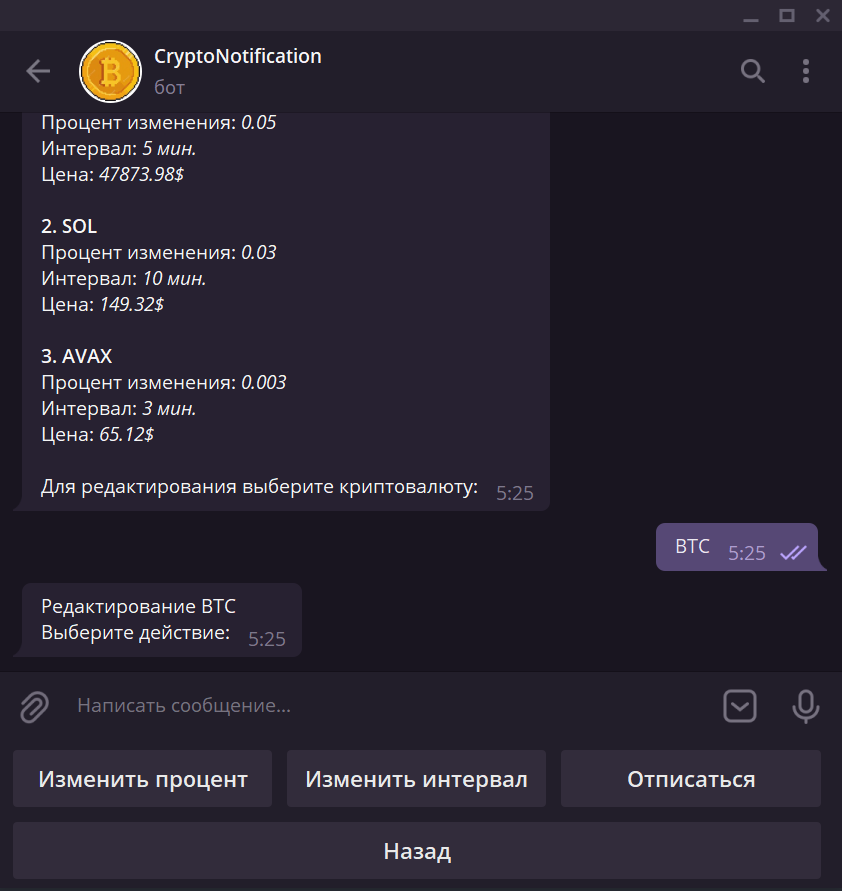 CryptoNotification
бот
Процент изменения: 0.05
Интервал: 5 мин.
Цена: 47873.98$
2. SOL
Процент изменения: 0.03
Интервал: 10 мин.
Цена: 149.32$
3. AVAX
Процент изменения: 0.003
Интервал: 3 мин.
Цена: 65.12$
Для редактирования выберите криптовалюту: 5:25
BTC 5:25
Редактирование BTC
Выберите действие: 5:25
Написать сообщение...
Изменить процент Изменить интервал Отписаться
Назад